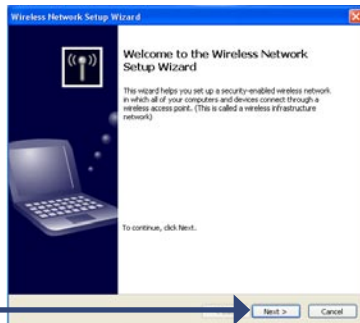 Wireless Network Setup Wizard
Welcome to the Wireless Network
Setup Wizard
This wizard helps you set up a security-enabled wireless network
in which all of your computers and devices connect through a
wireless access point. (This is called a wireless infrastructure
network)
To continue, click Next.
Next >
Cancel